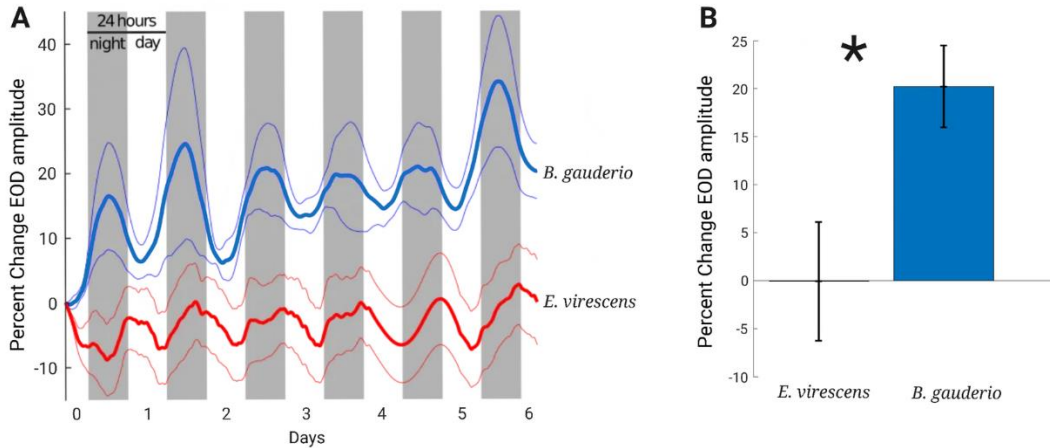 A
24 hours
night day
Percent Change EOD amplitude
40
30
20
10
0
-10
B. gauderio
E. virescens
0 1 2 3 4 5 6
Days
B
Percent Change EOD amplitude
25
20
15
10
5
0
-5
-10
*
E. virescens B. gauderio